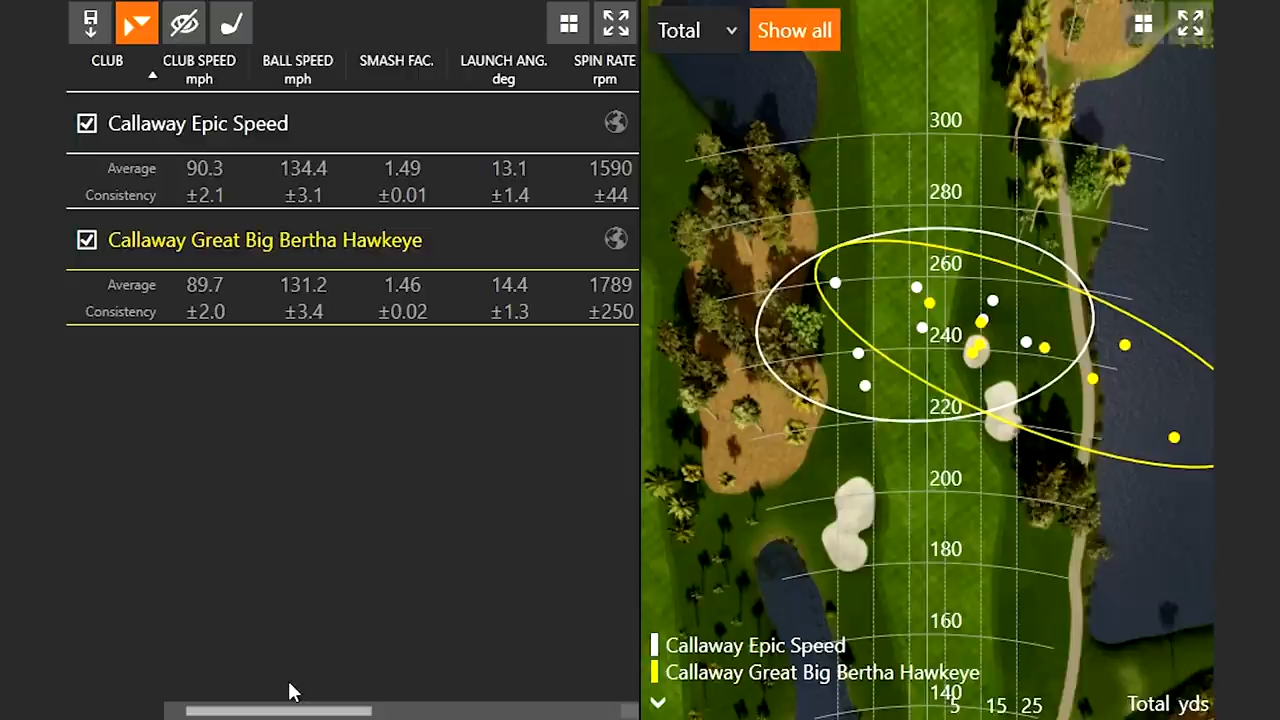 CLUB CLUB SPEED BALL SPEED SMASH FAC. LAUNCH ANG. SPIN RATE
mph mph deg rpm
Callaway Epic Speed
Average 90.3 134.4 1.49 13.1 1590
Consistency ±2.1 ±3.1 ±0.01 ±1.4 ±44
Callaway Great Big Bertha Hawkeye
Average 89.7 131.2 1.46 14.4 1789
Consistency ±2.0 ±3.4 ±0.02 ±1.3 ±250
Total Show all
300
280
260
240
220
200
180
160
Callaway Epic Speed
Callaway Great Big Bertha Hawkeye
140
5 15 25 Total yds